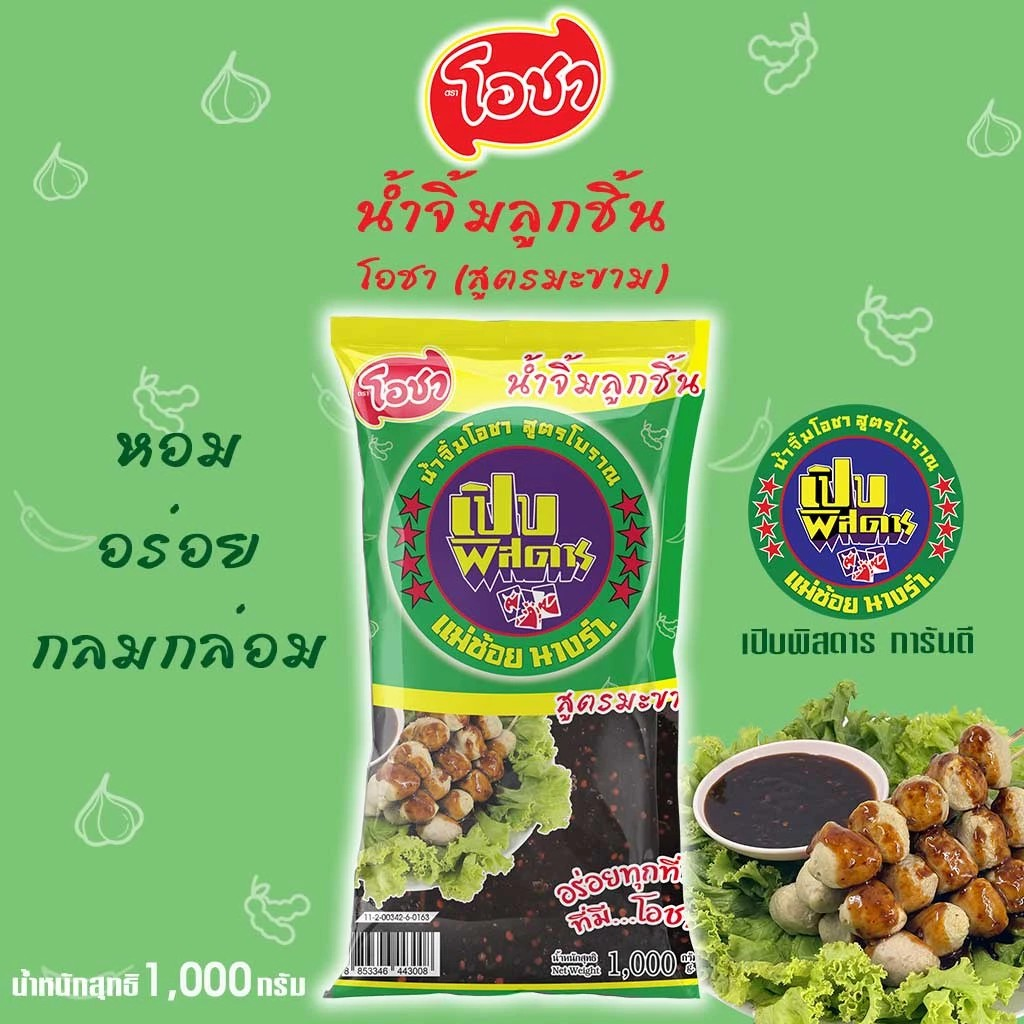 ตรา โอชา
น้ำจิ้มลูกชิ้น
โอชา (สูตรมะขาม)
ตรา โอชา
น้ำจิ้มลูกชิ้น
น้ำจิ้มโอชา สูตรโบราณ
เปิบ
พิสดาร
แม่ช้อย นางรำ.
สูตรมะขา
อร่อยทุกที่
ที่มี...โอชา
11-2-00342-6-0163
8 853346 443008
น้ำหนักสุทธิ
Net Weight 1,000
หอม
อร่อย
กลมกล่อม
น้ำจิ้มโอชา สูตรโบราณ
เปิบ
พิสดาร
แม่ช้อย นางรำ.
เปิบพิสดาร การันตี
น้ำหนักสุทธิ 1,000 กรัม